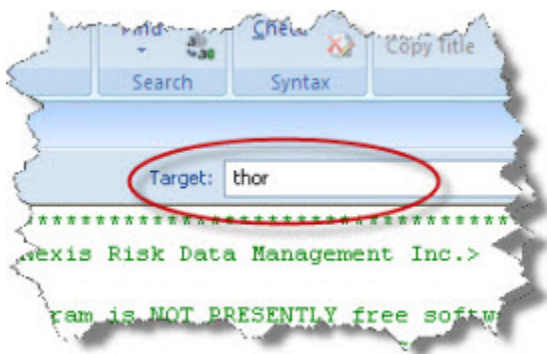 Copy Title
Search Syntax
Target: thor
**********************************
Risk Data Management Inc.>
is NOT PRESENTLY free